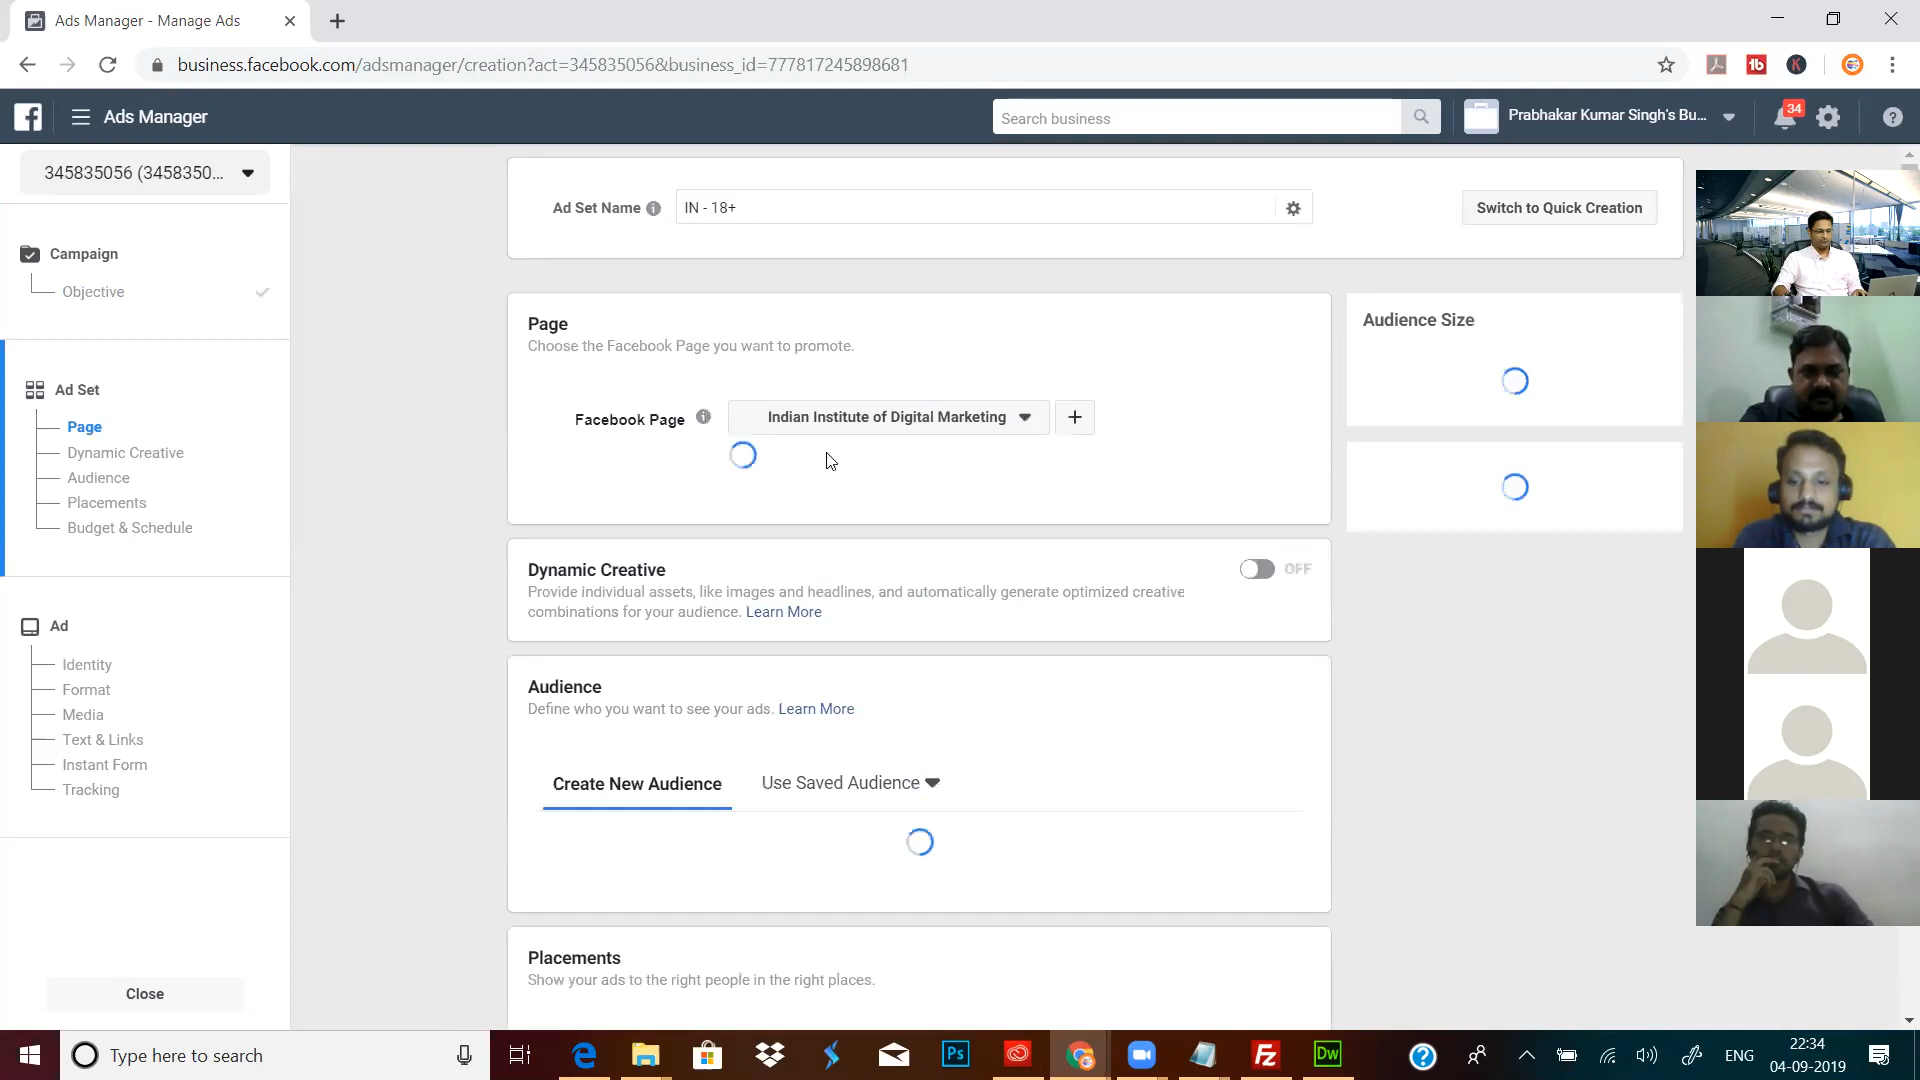 Ads Manager - Manage Ads
business.facebook.com/adsmanager/creation?act=345835056&business_id=777817245898681
Ads Manager
Search business
Prabhakar Kumar Singh's Bu...
34
345835056 (3458350...
Campaign
Objective
Ad Set
Page
Dynamic Creative
Audience
Placements
Budget & Schedule
Ad
Identity
Format
Media
Text & Links
Instant Form
Tracking
Close
Ad Set Name
IN - 18+
Switch to Quick Creation
Page
Choose the Facebook Page you want to promote.
Facebook Page
Indian Institute of Digital Marketing
+
Audience Size
Dynamic Creative
OFF
Provide individual assets, like images and headlines, and automatically generate optimized creative
combinations for your audience. Learn More
Audience
Define who you want to see your ads. Learn More
Create New Audience
Use Saved Audience
Placements
Show your ads to the right people in the right places.
Type here to search
Ps
Fz
Dw
ENG
22:34
04-09-2019